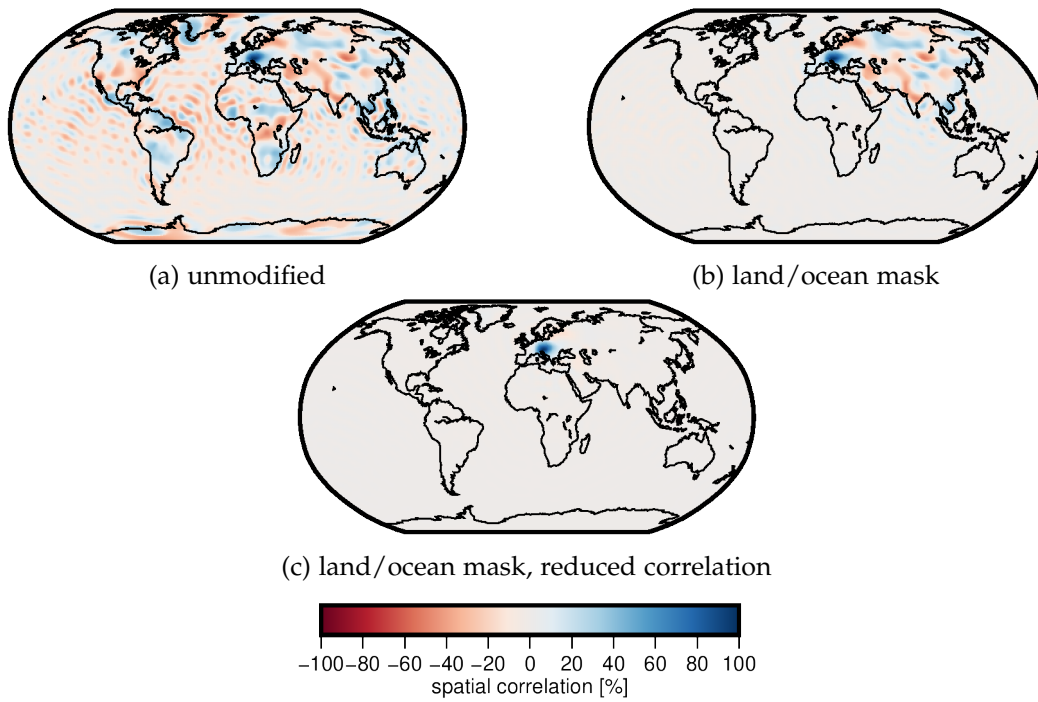 (a) unmodified
(b) land/ocean mask
(c) land/ocean mask, reduced correlation
−100−80 −60 −40 −20 0 20 40 60 80 100
spatial correlation [%]